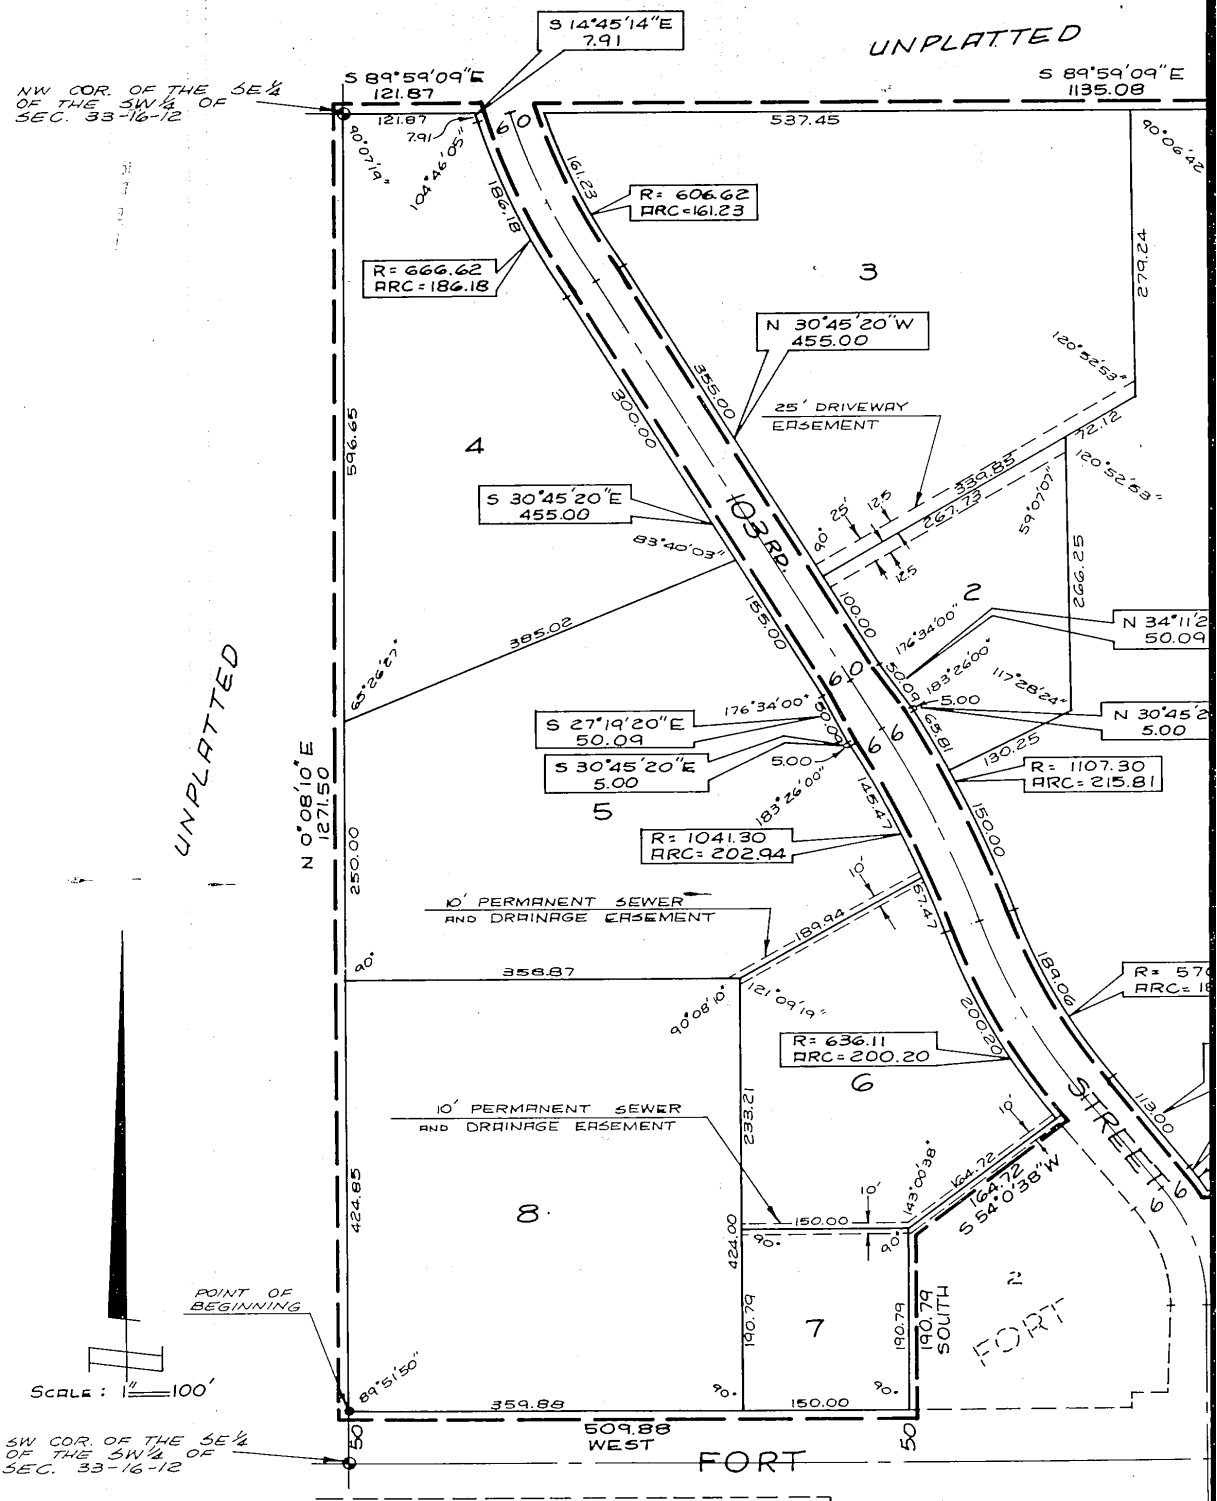 S 14°45'14"E
7.91
UNPLATTED
S 89°59'09"E
121.87
S 89°59'09"E
1135.08
NW COR. OF THE SE¼
OF THE SW¼ OF
SEC. 33-16-12
121.87
7.91
60
537.45
90°07'19"
104°46'05"
90°06'42
161.23
186.18
R= 606.62
ARC=161.23
R= 666.62
ARC=186.18
3
279.24
N 30°45'20"W
455.00
120°52'53"
355.00
300.00
25' DRIVEWAY
EASEMENT
72.12
596.65
4
339.85
120°52'53"
S 30°45'20"E
455.00
103RD.
25'
12.5
267.73
59°07'07"
90°
83°40'03"
12.5
266.25
100.00
2
155.00
385.02
176°34'00"
N 34°11'2
50.09
65°26'27"
60
50.09
183°26'00"
117°28'24"
UNPLATTED
176°34'00"
50.09
5.00
N 30°45'2
5.00
S 27°19'20"E
50.09
65.81
66
130.25
S 30°45'20"E
5.00
5.00
R= 1107.30
ARC= 215.81
N 0°08'10"E
1271.50
183°26'00"
145.47
5
150.00
R= 1041.30
ARC= 202.94
250.00
10'
10' PERMANENT SEWER
AND DRAINAGE EASEMENT
57.47
189.94
90°
358.87
189.06
R= 57
ARC= 18
90°08'10"
121°09'19"
200.20
R= 636.11
ARC=200.20
6
10' PERMANENT SEWER
AND DRAINAGE EASEMENT
233.21
10'
STREET
113.00
143°00'38"
164.72
164.72
S 54°0'38"W
66
424.85
8
10'
150.00
424.00
90°
90°
2
POINT OF
BEGINNING
190.79
7
190.79
190.79
SOUTH
FORT
SCALE: 1"=100'
89°51'50"
90°
90°
359.88
150.00
509.88
WEST
SW COR. OF THE SE¼
OF THE SW¼ OF
SEC. 33-16-12
50
50
FORT